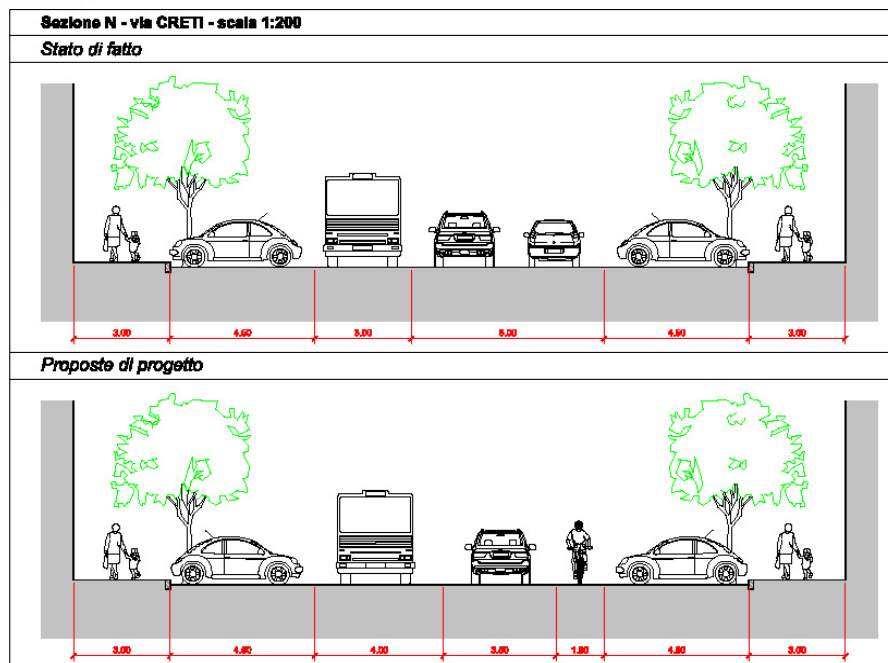 Sezione N - via CRETI - scala 1:200
Stato di fatto
3.00 4.50 3.00 6.00 4.50 3.00
Proposte di progetto
3.00 4.50 4.00 3.50 1.50 4.50 3.00